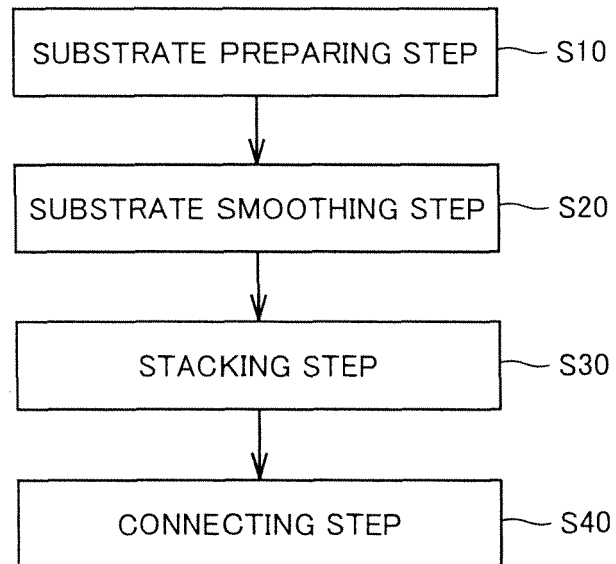 SUBSTRATE PREPARING STEP S10
SUBSTRATE SMOOTHING STEP S20
STACKING STEP S30
CONNECTING STEP S40